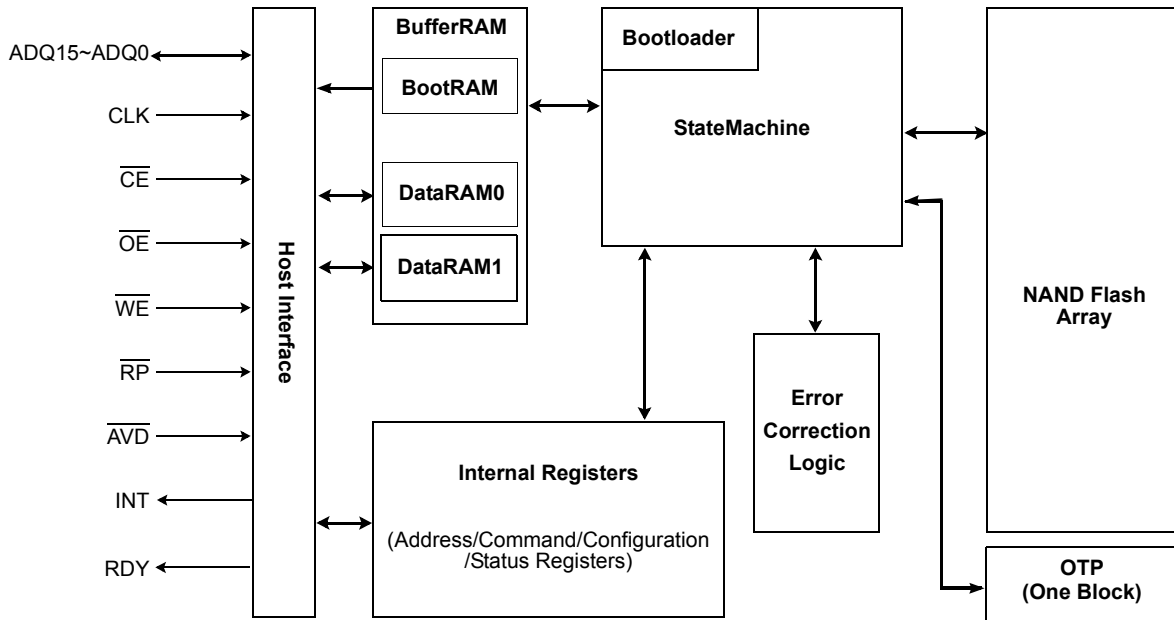 ADQ15~ADQ0
CLK
CE
OE
WE
RP
AVD
INT
RDY
Host Interface
BufferRAM
BootRAM
DataRAM0
DataRAM1
Bootloader
StateMachine
Internal Registers
(Address/Command/Configuration
/Status Registers)
Error
Correction
Logic
NAND Flash
Array
OTP
(One Block)